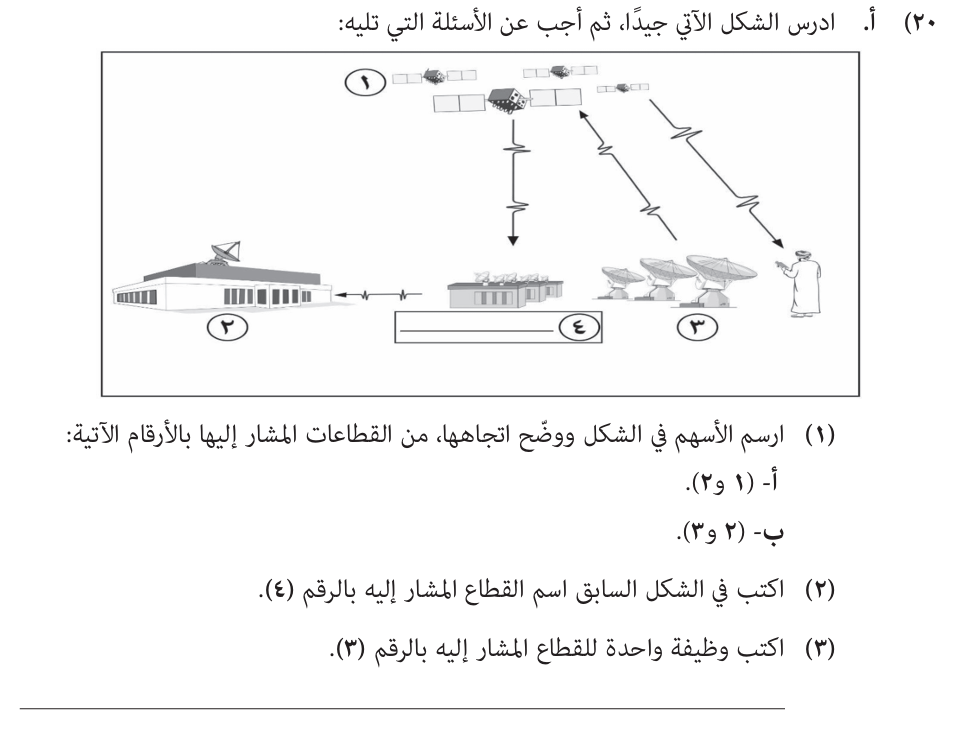 ٢٠) أ. ادرس الشكل الآتي جيدًا، ثم أجب عن الأسئلة التي تليه:
١
٢
٤
٣
(١) ارسم الأسهم في الشكل ووضّح اتجاهها، من القطاعات المشار إليها بالأرقام الآتية:
أ- (١ و٢).
ب- (٢ و٣).
(٢) اكتب في الشكل السابق اسم القطاع المشار إليه بالرقم (٤).
(٣) اكتب وظيفة واحدة للقطاع المشار إليه بالرقم (٣).